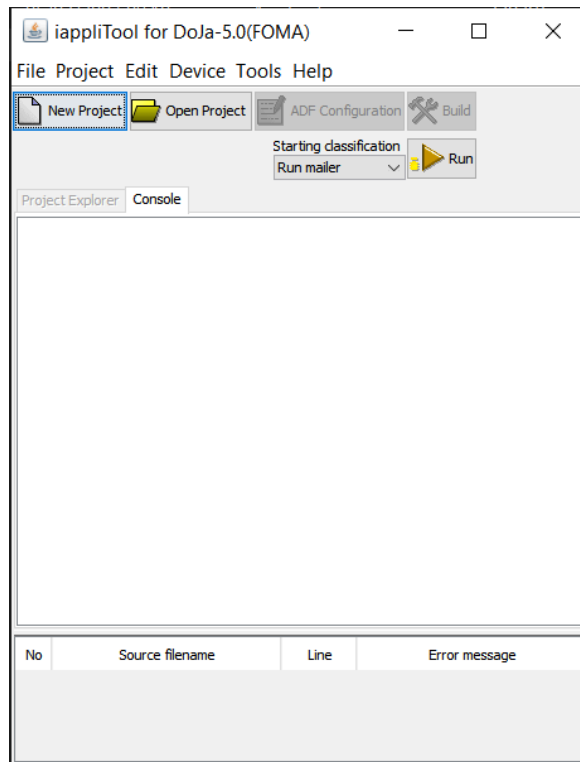 iappliTool for DoJa-5.0(FOMA)
File Project Edit Device Tools Help
New Project Open Project ADF Configuration Build
Starting classification
Run mailer Run
Project Explorer Console
No Source filename Line Error message